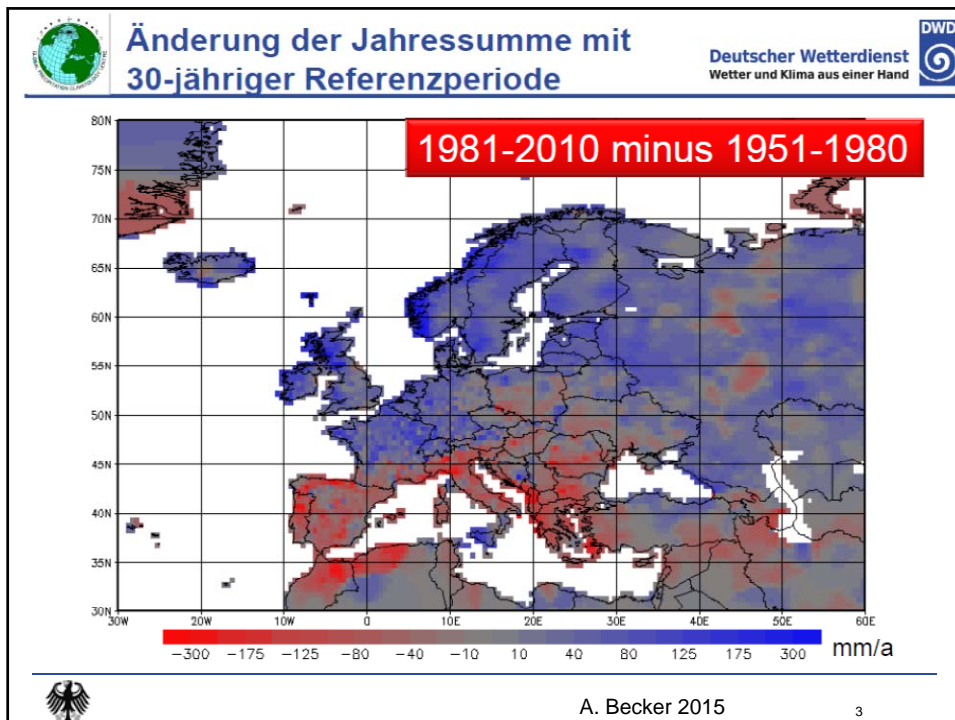 Änderung der Jahressumme mit
30-jähriger Referenzperiode
Deutscher Wetterdienst
Wetter und Klima aus einer Hand
DWD
1981-2010 minus 1951-1980
80N
75N
70N
65N
60N
55N
50N
45N
40N
35N
30N
30W 20W 10W 0 10E 20E 30E 40E 50E 60E
−300 −175 −125 −80 −40 −10 10 40 80 125 175 300 mm/a
A. Becker 2015
3